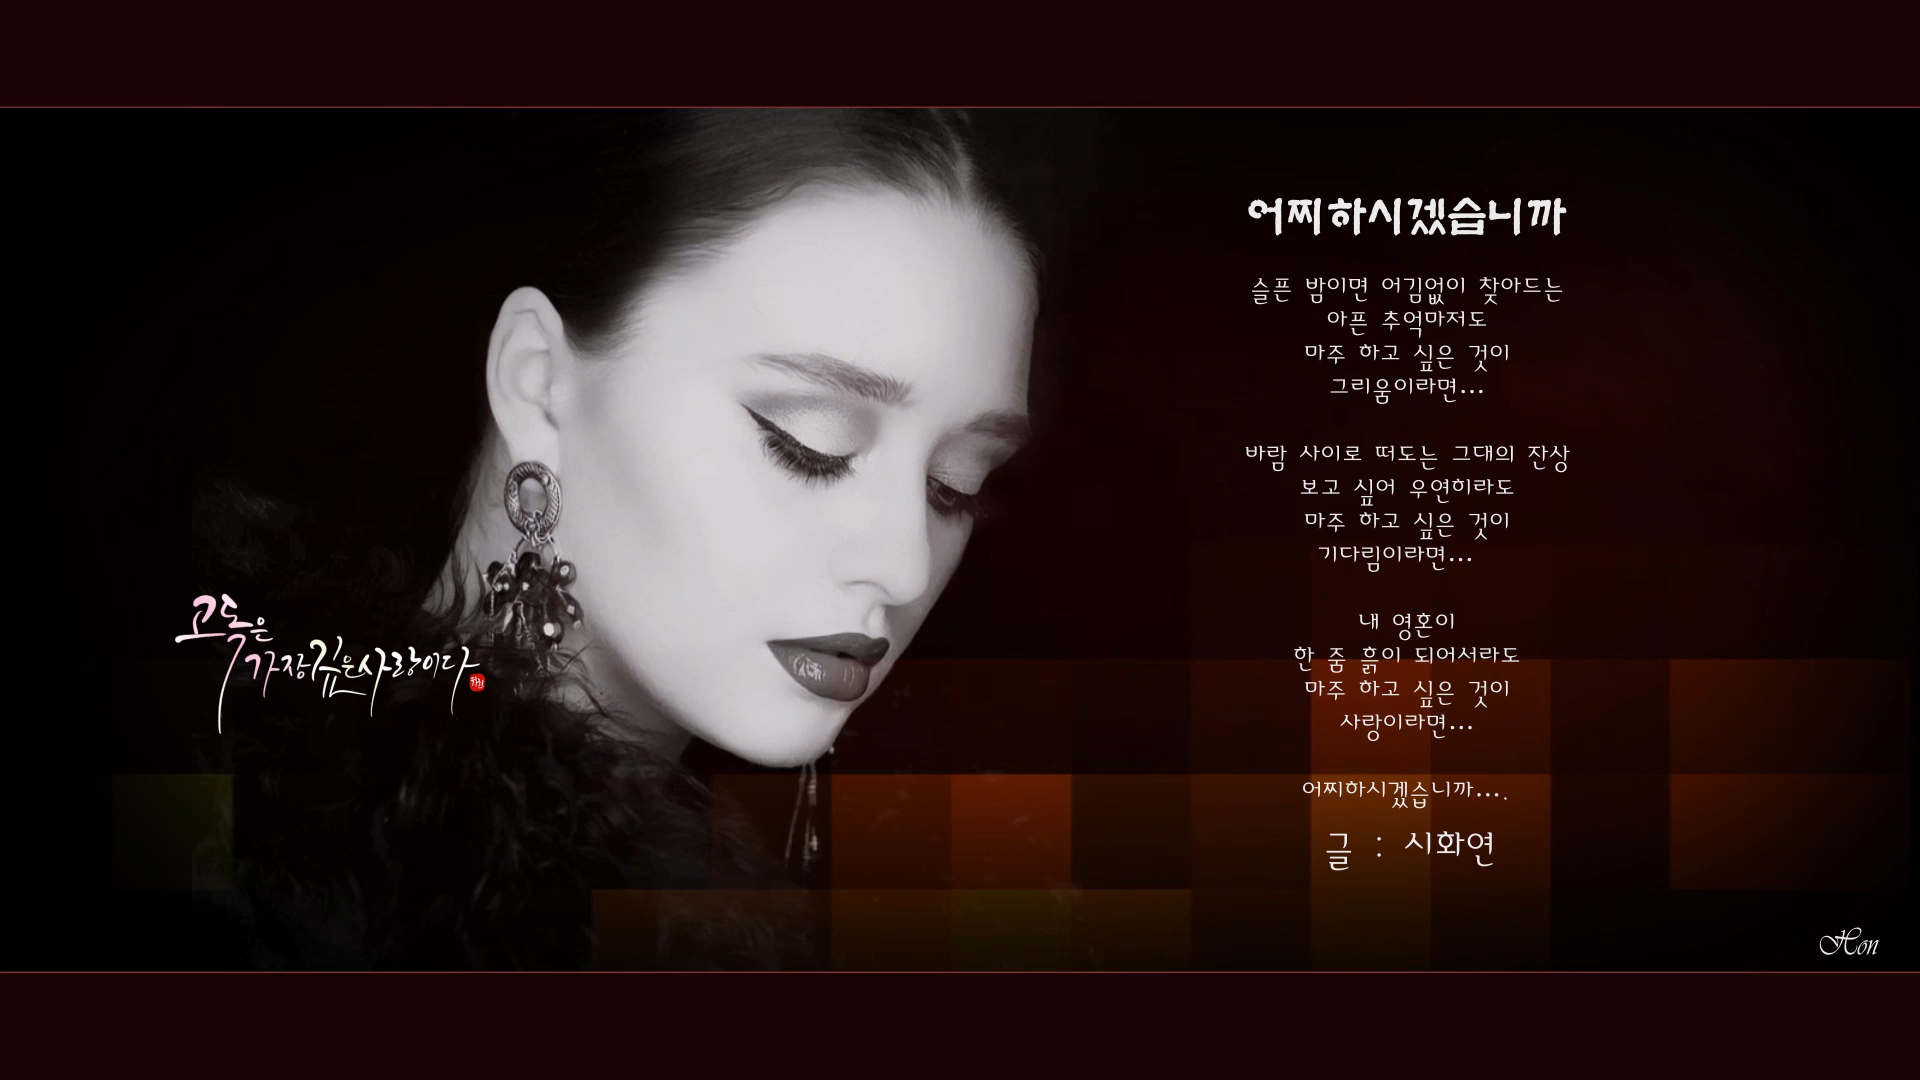 어찌하시겠습니까
슬픈 밤이면 어김없이 찾아드는
아픈 추억마저도
마주 하고 싶은 것이
그리움이라면...
바람 사이로 떠도는 그대의 잔상
보고 싶어 우연히라도
마주 하고 싶은 것이
기다림이라면...
내 영혼이
한 줌 흙이 되어서라도
마주 하고 싶은 것이
사랑이라면...
어찌하시겠습니까....
글 : 시화연
고독은
가장깊은사랑이다
Hon